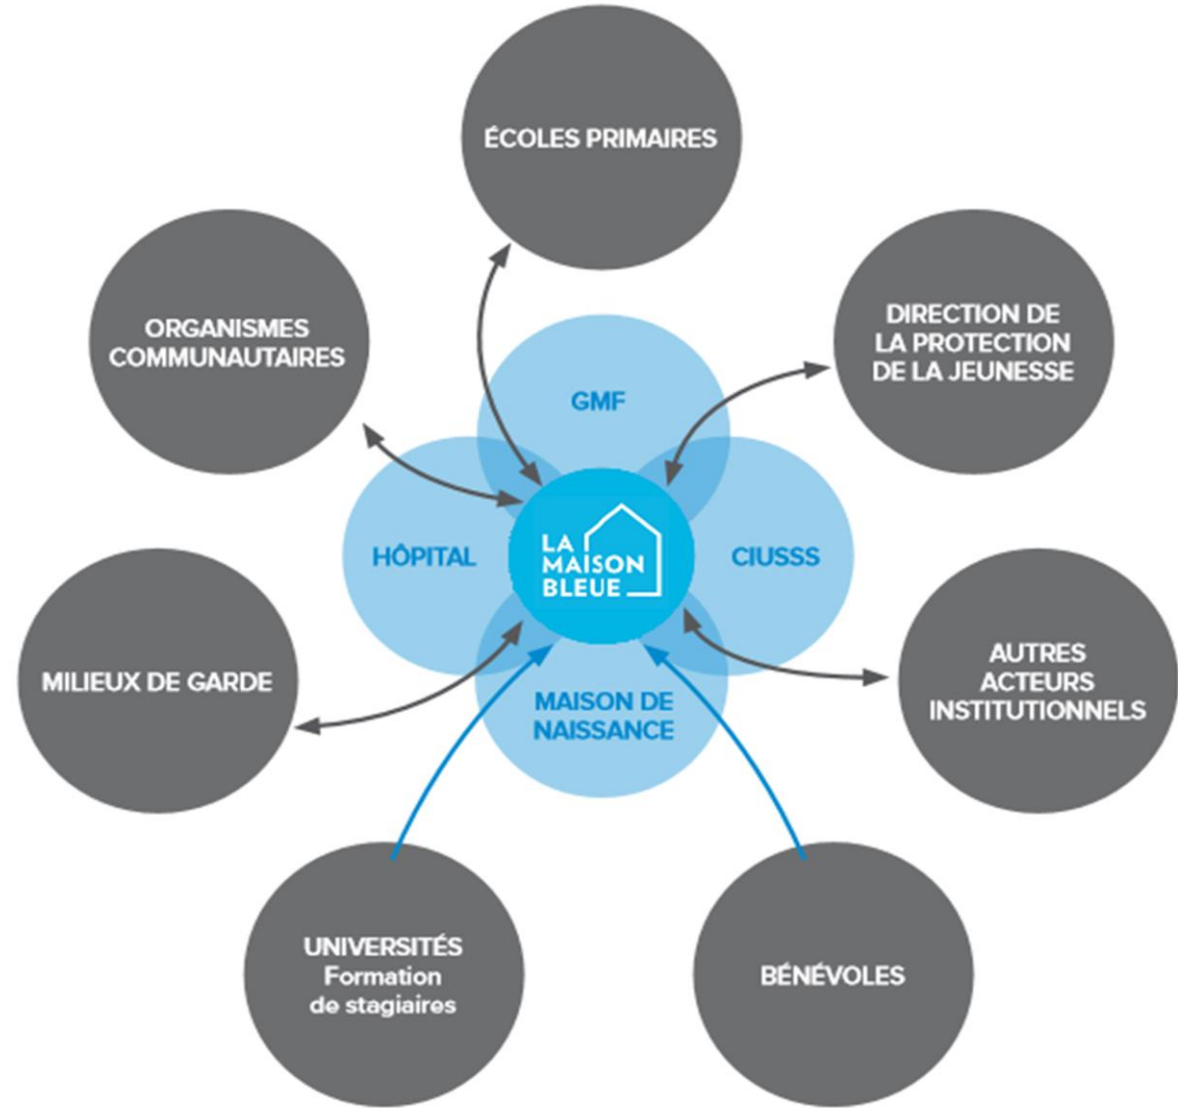 ÉCOLES PRIMAIRES
ORGANISMES
COMMUNAUTAIRES
DIRECTION DE
LA PROTECTION
DE LA JEUNESSE
GMF
HÔPITAL
LA
MAISON
BLEUE
CIUSSS
MILIEUX DE GARDE
MAISON DE
NAISSANCE
AUTRES
ACTEURS
INSTITUTIONNELS
UNIVERSITÉS
Formation
de stagiaires
BÉNÉVOLES